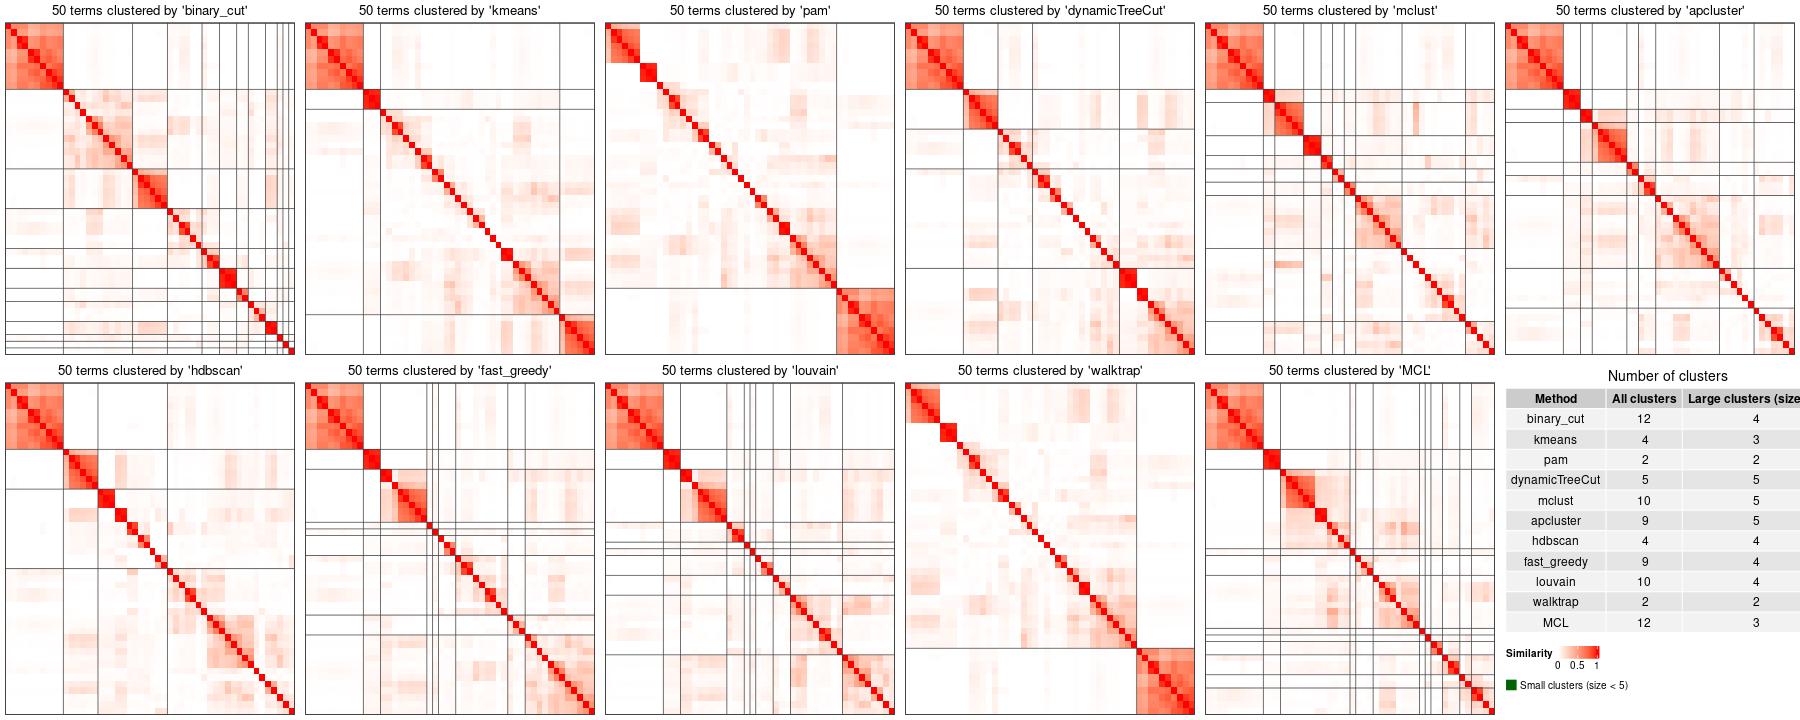 50 terms clustered by 'binary_cut'
50 terms clustered by 'kmeans'
50 terms clustered by 'pam'
50 terms clustered by 'dynamicTreeCut'
50 terms clustered by 'mclust'
50 terms clustered by 'apcluster'
50 terms clustered by 'hdbscan'
50 terms clustered by 'fast_greedy'
50 terms clustered by 'louvain'
50 terms clustered by 'walktrap'
50 terms clustered by 'MCL'
Number of clusters
Method All clusters Large clusters (size
binary_cut 12 4
kmeans 4 3
pam 2 2
dynamicTreeCut 5 5
mclust 10 5
apcluster 9 5
hdbscan 4 4
fast_greedy 9 4
louvain 10 4
walktrap 2 2
MCL 12 3
Similarity
0 0.5 1
Small clusters (size < 5)